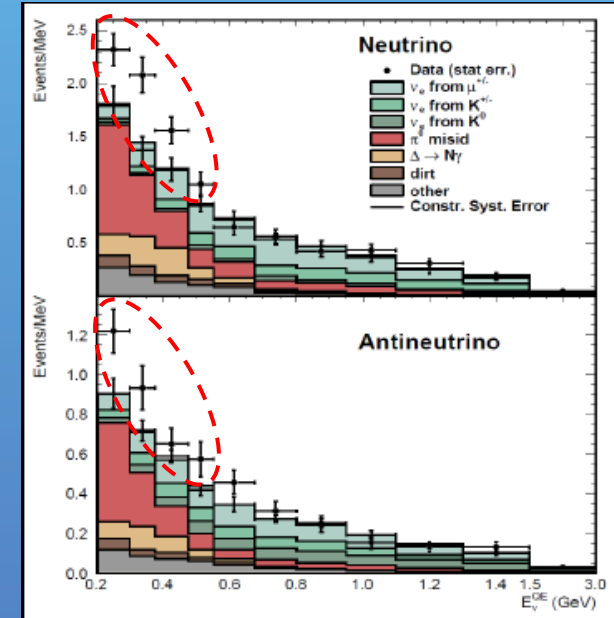 Events/MeV
2.5
2.0
1.5
1.0
0.5
Neutrino
Data (stat err.)
νe from μ+/-
νe from K+/-
νe from K0
π0 misid
Δ → Nγ
dirt
other
Constr. Syst. Error
Events/MeV
1.2
1.0
0.8
0.6
0.4
0.2
0.0
Antineutrino
0.2 0.4 0.6 0.8 1.0 1.2 1.4 1.5 3.0
EνQE (GeV)